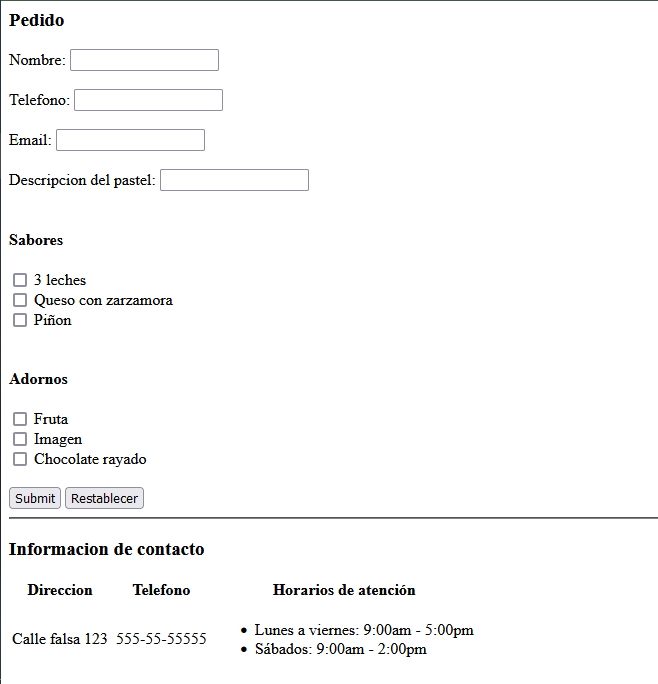 Pedido
Nombre:
Telefono:
Email:
Descripcion del pastel:
Sabores
3 leches
Queso con zarzamora
Piñon
Adornos
Fruta
Imagen
Chocolate rayado
Submit Restablecer
Informacion de contacto
Direccion Telefono Horarios de atención
Calle falsa 123 555-55-55555
Lunes a viernes: 9:00am - 5:00pm
Sábados: 9:00am - 2:00pm